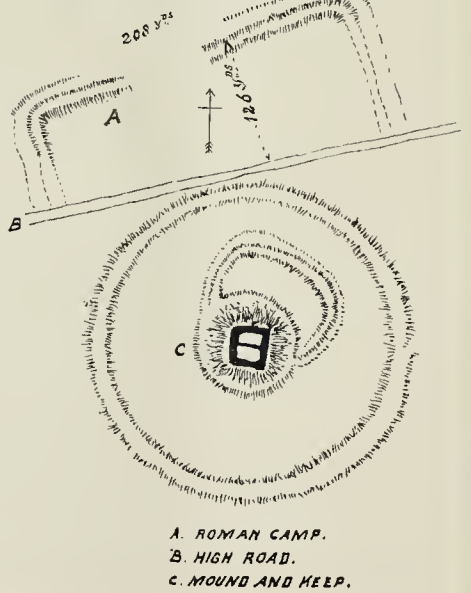 208 yds
A
126 yds
A
B
C
A. ROMAN CAMP.
B. HIGH ROAD.
C. MOUND AND KEEP.